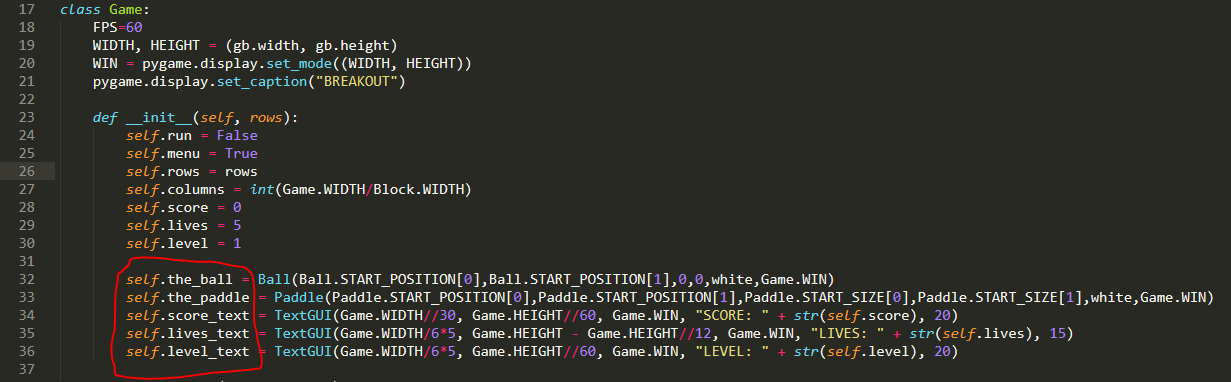 17 class Game:
18 FPS=60
19 WIDTH, HEIGHT = (gb.width, gb.height)
20 WIN = pygame.display.set_mode((WIDTH, HEIGHT))
21 pygame.display.set_caption("BREAKOUT")
22
23 def __init__(self, rows):
24 self.run = False
25 self.menu = True
26 self.rows = rows
27 self.columns = int(Game.WIDTH/Block.WIDTH)
28 self.score = 0
29 self.lives = 5
30 self.level = 1
31
32 self.the_ball = Ball(Ball.START_POSITION[0],Ball.START_POSITION[1],0,0,white,Game.WIN)
33 self.the_paddle = Paddle(Paddle.START_POSITION[0],Paddle.START_POSITION[1],Paddle.START_SIZE[0],Paddle.START_SIZE[1],white,Game.WIN)
34 self.score_text = TextGUI(Game.WIDTH//30, Game.HEIGHT//60, Game.WIN, "SCORE: " + str(self.score), 20)
35 self.lives_text = TextGUI(Game.WIDTH/6*5, Game.HEIGHT - Game.HEIGHT//12, Game.WIN, "LIVES: " + str(self.lives), 15)
36 self.level_text = TextGUI(Game.WIDTH/6*5, Game.HEIGHT//60, Game.WIN, "LEVEL: " + str(self.level), 20)
37